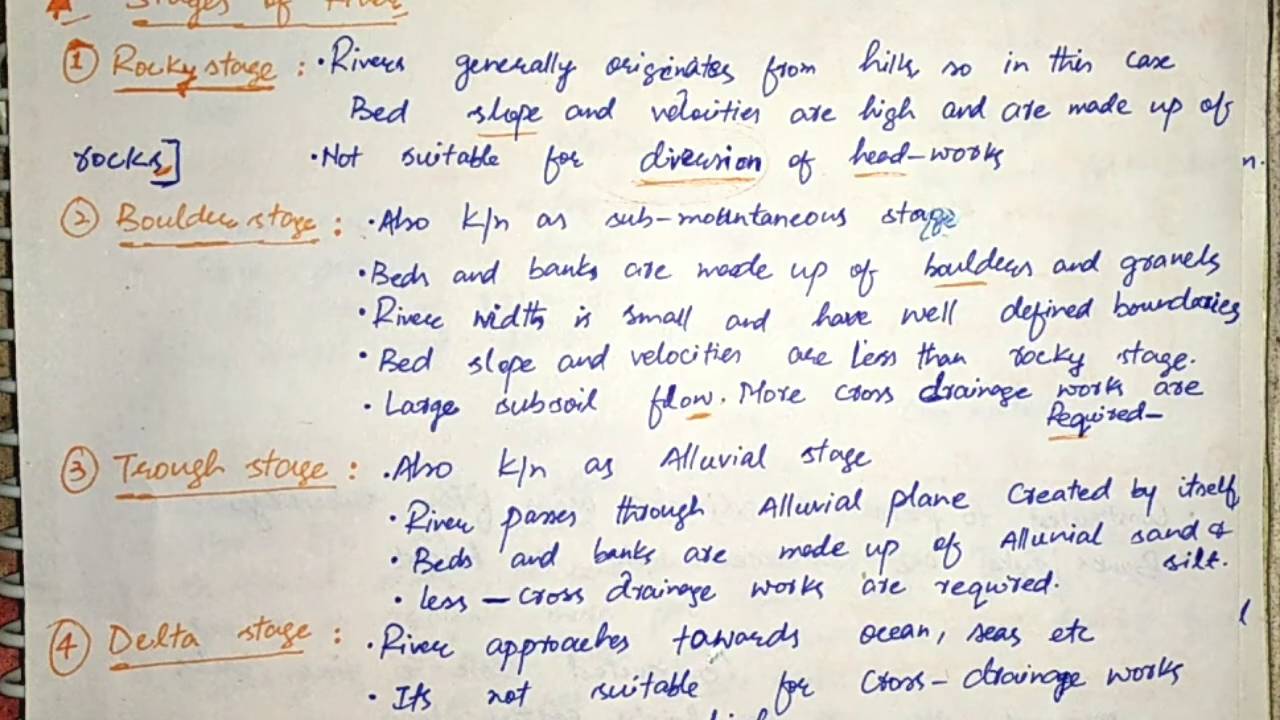 Stages of River
① Rocky stage : · Rivers generally originates from hills so in this case
Bed slope and velocities are high and are made up of
rocks] · Not suitable for diversion of head-works
n.
② Boulder stage : · Also k/n as sub-mountaneous stage
· Beds and banks are made up of boulders and gravels
· River width is small and have well defined boundaries
· Bed slope and velocities are less than rocky stage.
· Large subsoil flow. More cross drainage work are
Required-
③ Trough stage : · Also k/n as Alluvial stage
· River passes through Alluvial plane created by itself
· Beds and banks are made up of Alluvial sand &
silt.
· less - cross drainage works are required.
④ Delta stage : · River approaches towards ocean, seas etc
· Its not suitable for cross-drainage works